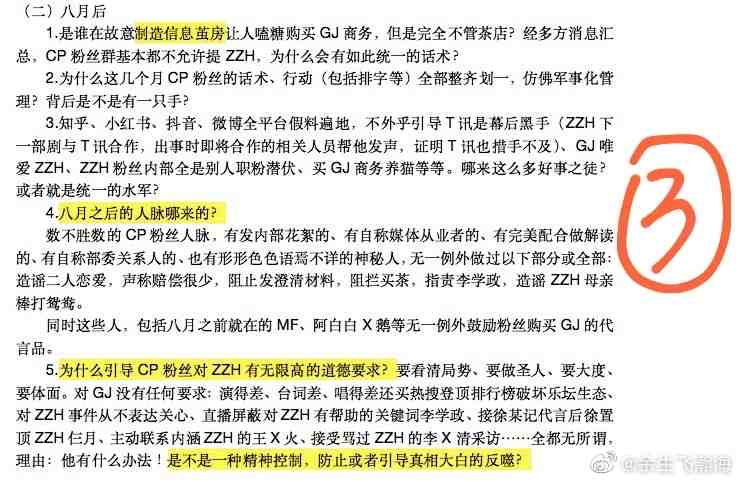 （二）八月后
1.是谁在故意制造信息茧房让人嗑糖购买 GJ 商务，但是完全不管茶店？经多方消息汇
总，CP 粉丝群基本都不允许提 ZZH，为什么会有如此统一的话术？
2.为什么这几个月 CP 粉丝的话术、行动（包括排字等）全部整齐划一，仿佛军事化管
理？背后是不是有一只手？
3.知乎、小红书、抖音、微博全平台假料遍地，不外乎引导 T 讯是幕后黑手（ZZH 下
一部剧与 T 讯合作，出事时即将合作的相关人员帮他发声，证明 T 讯也措手不及）、GJ 唯
爱 ZZH、ZZH 粉丝内部全是别人职粉潜伏、买 GJ 商务养猫等等。哪来这么多好事之徒？
或者就是统一的水军？
4.八月之后的人脉哪来的？
数不胜数的 CP 粉丝人脉，有发内部花絮的、有自称媒体从业者的、有完美配合做解读
的、有自称部委关系人的、也有形形色色语焉不详的神秘人，无一例外做过以下部分或全部：
造谣二人恋爱，声称赔偿很少，阻止发澄清材料，阻拦买茶，指责李学政，造谣 ZZH 母亲
棒打鸳鸯。
同时这些人，包括八月之前就在的 MF、阿白白 X 鹅等无一例外鼓励粉丝购买 GJ 的代
言品。
5.为什么引导 CP 粉丝对 ZZH 有无限高的道德要求？要看清局势、要做圣人、要大度、
要体面。对 GJ 没有任何要求：演得差、台词差、唱得差还买热搜登顶排行榜破坏乐坛生态、
对 ZZH 事件从不表达关心、直播屏蔽对 ZZH 有帮助的关键词李学政、接徐某记代言后徐置
顶 ZZH 仨月、主动联系内涵 ZZH 的王 X 火、接受骂过 ZZH 的李 X 清采访……全都无所谓，
理由：他有什么办法！是不是一种精神控制，防止或者引导真相大白的反噬？
3
@余生飞瀚海